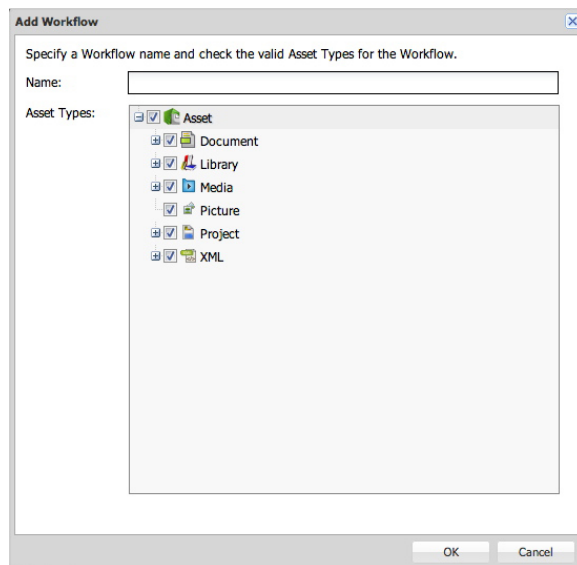 Add Workflow
Specify a Workflow name and check the valid Asset Types for the Workflow.
Name:
Asset Types:
Asset
Document
Library
Media
Picture
Project
XML
OK
Cancel